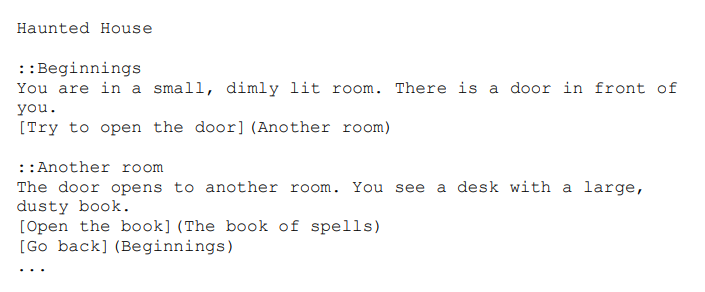 Haunted House

::Beginnings
You are in a small, dimly lit room. There is a door in front of
you.
[Try to open the door](Another room)

::Another room
The door opens to another room. You see a desk with a large,
dusty book.
[Open the book](The book of spells)
[Go back](Beginnings)
...